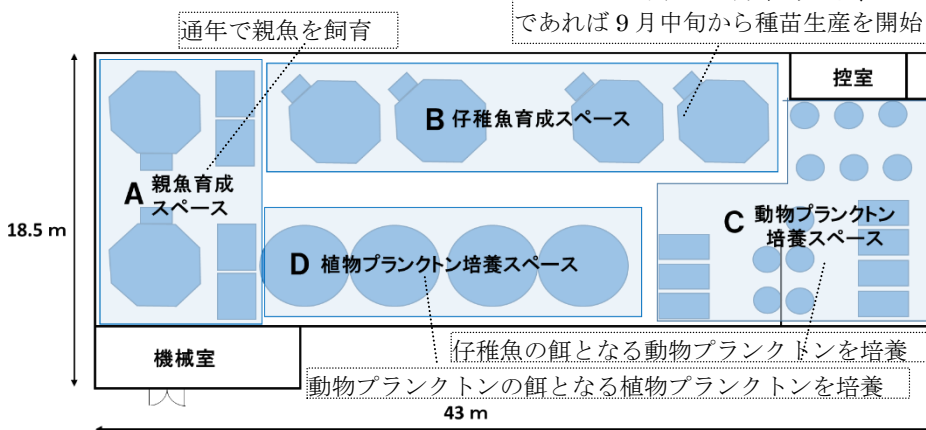 通年で親魚を飼育
であれば 9 月中旬から種苗生産を開始
控室
B 仔稚魚育成スペース
A 親魚育成
スペース
18.5 m
C 動物プランクトン
培養スペース
D 植物プランクトン培養スペース
機械室
仔稚魚の餌となる動物プランクトンを培養
動物プランクトンの餌となる植物プランクトンを培養
43 m